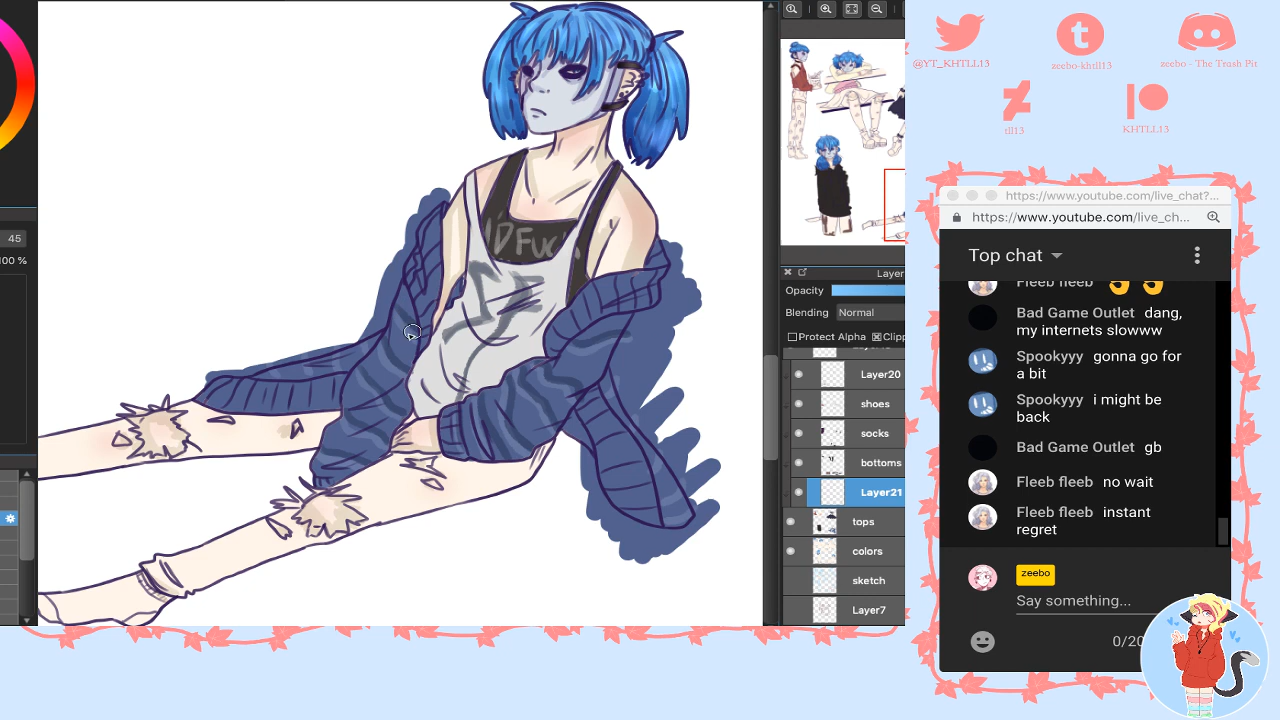 45
100 %
IDFuc
Layer
Opacity
Blending Normal
Protect Alpha Clipp
Layer20
shoes
socks
bottoms
Layer21
tops
colors
sketch
Layer7
@YT_KHTLL13
zeebo-khtll13
zeebo - The Trash Pit
tll13
KHTLL13
https://www.youtube.com/live_chat?...
https://www.youtube.com/live_ch...
Top chat
Fleeb fleeb
Bad Game Outlet dang,
my internets slowww
Spookyyy gonna go for
a bit
Spookyyy i might be
back
Bad Game Outlet gb
Fleeb fleeb no wait
Fleeb fleeb instant
regret
zeebo
Say something...
0/20